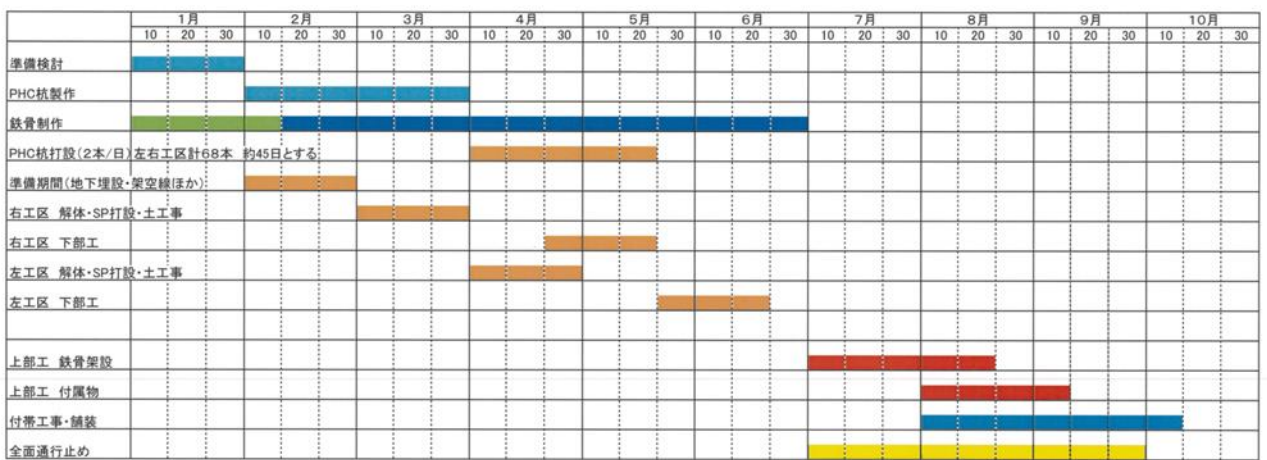 1月 2月 3月 4月 5月 6月 7月 8月 9月 10月
10 20 30 10 20 30 10 20 30 10 20 30 10 20 30 10 20 30 10 20 30 10 20 30 10 20 30 10 20 30
準備検討
PHC杭製作
鉄骨制作
PHC杭打設(2本/日)左右工区計68本 約45日とする
準備期間(地下埋設・架空線ほか)
右工区 解体・SP打設・土工事
右工区 下部工
左工区 解体・SP打設・土工事
左工区 下部工
上部工 鉄骨架設
上部工 付属物
付帯工事・舗装
全面通行止め